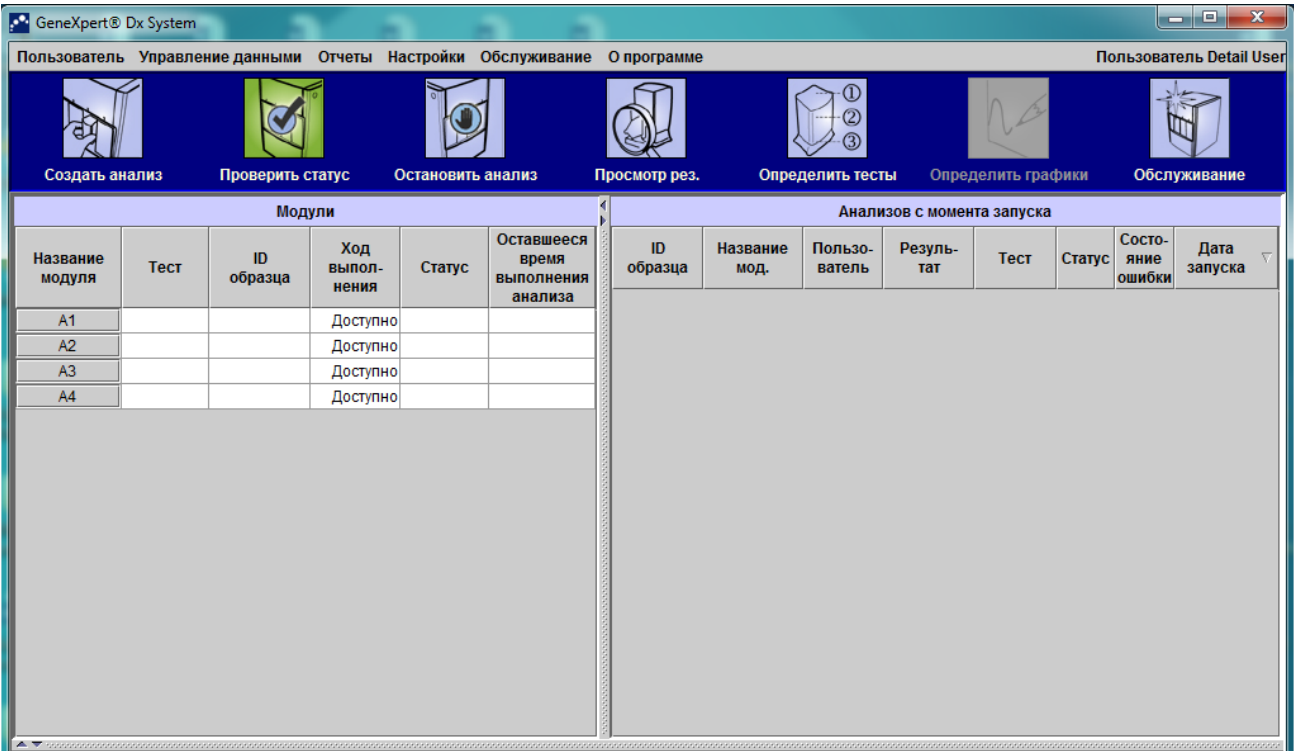 GeneXpert® Dx System
Пользователь Управление данными Отчеты Настройки Обслуживание О программе Пользователь Detail User
①
②
③
Создать анализ Проверить статус Остановить анализ Просмотр рез. Определить тесты Определить графики Обслуживание
Модули
Название
модуля
Тест
ID
образца
Ход
выпол-
нения
Статус
Оставшееся
время
выполнения
анализа
A1 Доступно
A2 Доступно
A3 Доступно
A4 Доступно
Анализов с момента запуска
ID
образца
Название
мод.
Пользо-
ватель
Резуль-
тат
Тест
Статус
Состо-
яние
ошибки
Дата
запуска